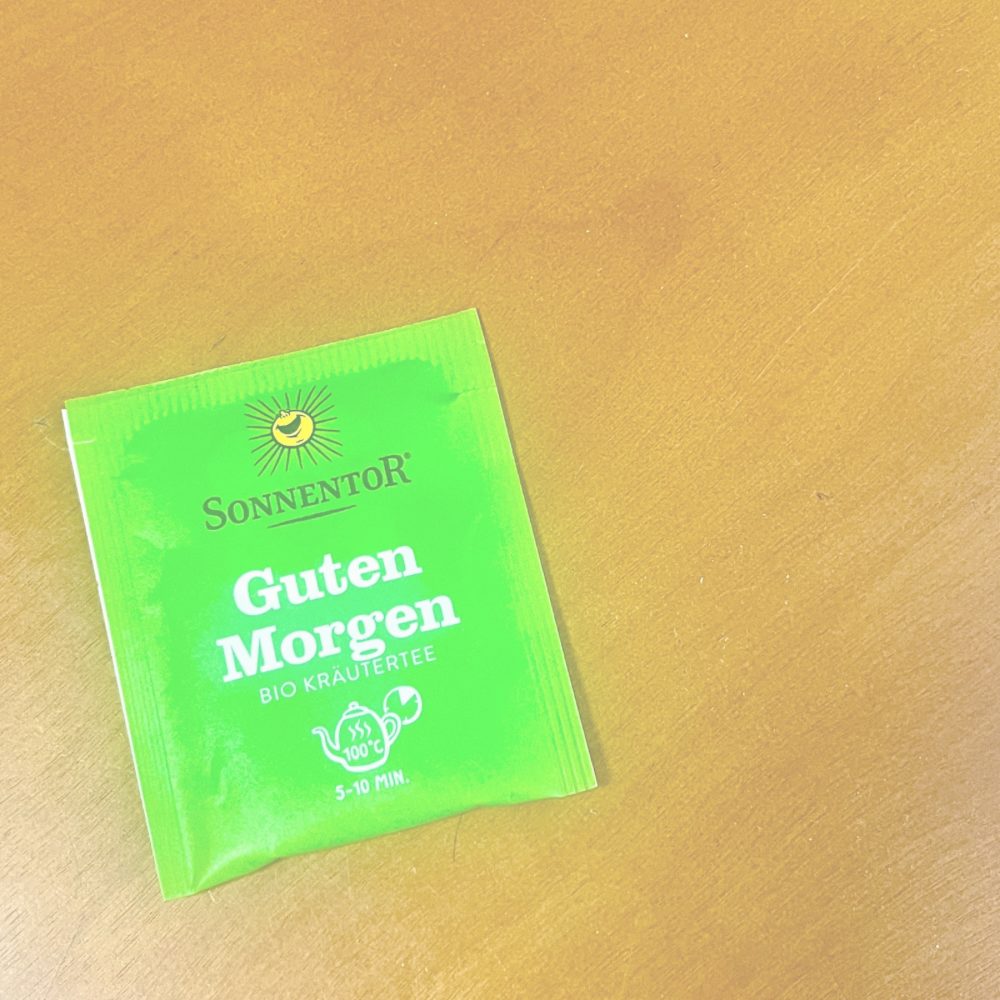 SONNENTOR®
Guten
Morgen
BIO KRÄUTERTEE
100°C
5-10 MIN.